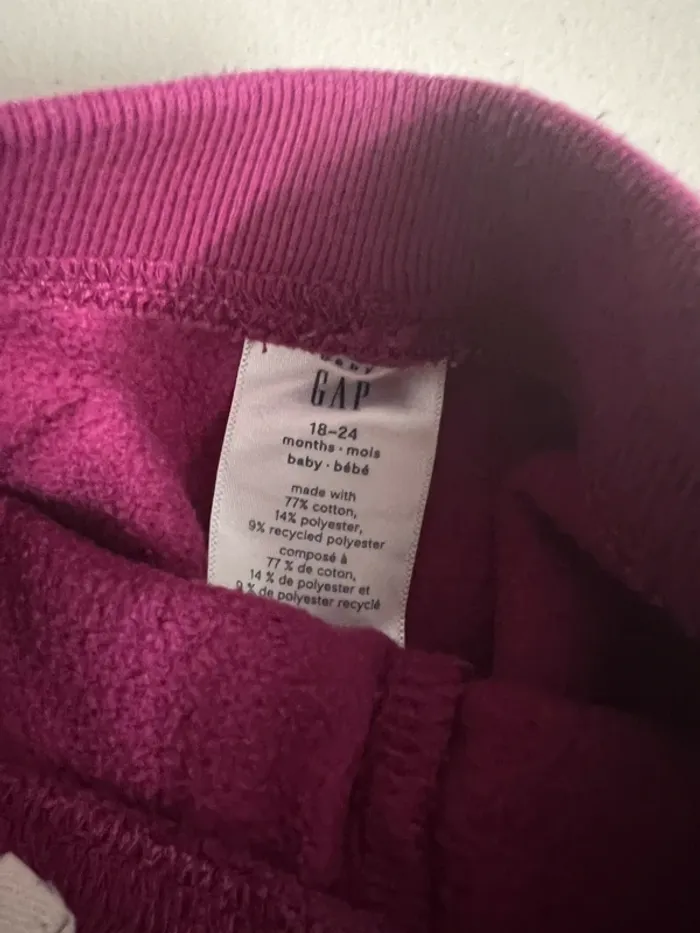 GAP
18-24
months · mois
baby · bébé
made with
77% cotton,
14% polyester,
9% recycled polyester
composé à
77 % de coton,
14 % de polyester et
9 % de polyester recyclé